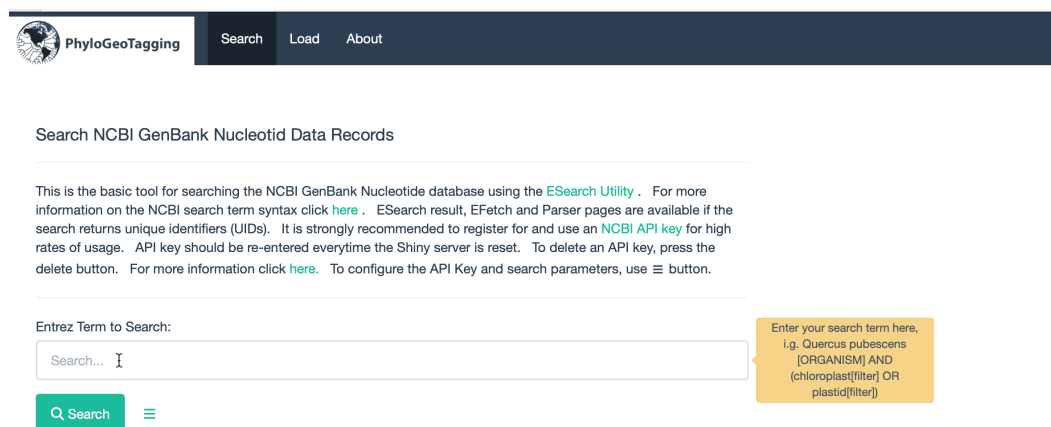 PhyloGeoTagging Search Load About
Search NCBI GenBank Nucleotid Data Records
This is the basic tool for searching the NCBI GenBank Nucleotide database using the ESearch Utility . For more
information on the NCBI search term syntax click here . ESearch result, EFetch and Parser pages are available if the
search returns unique identifiers (UIDs). It is strongly recommended to register for and use an NCBI API key for high
rates of usage. API key should be re-entered everytime the Shiny server is reset. To delete an API key, press the
delete button. For more information click here. To configure the API Key and search parameters, use ☰ button.
Entrez Term to Search:
Search...
Enter your search term here,
i.g. Quercus pubescens
[ORGANISM] AND
(chloroplast[filter] OR
plastid[filter])
Search